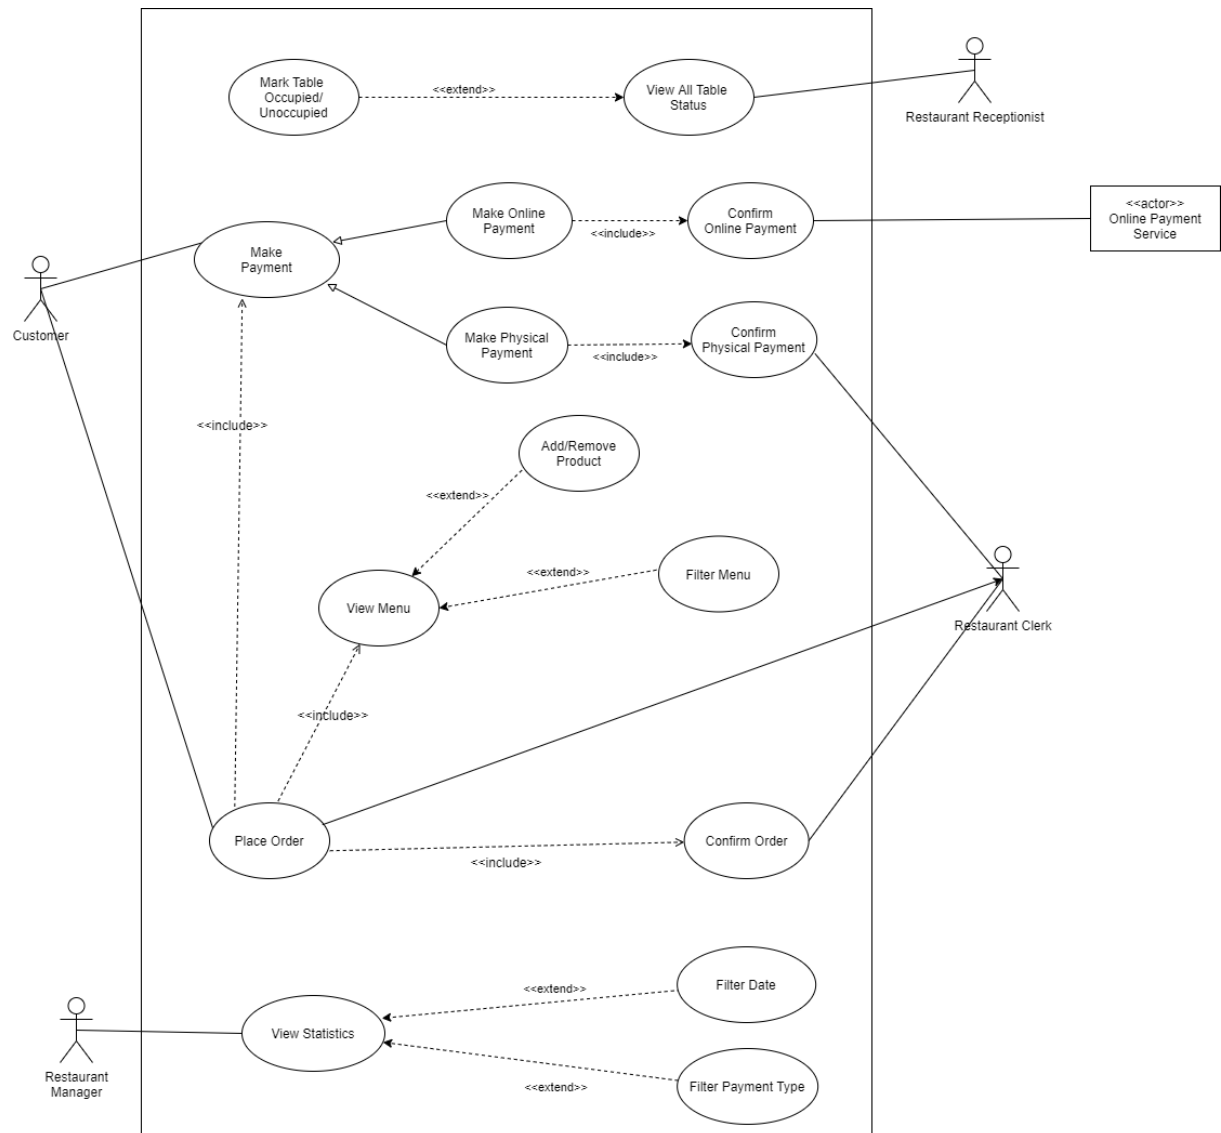 Mark Table
Occupied/
Unoccupied
<<extend>>
View All Table
Status
Restaurant Receptionist
Make Online
Payment
<<include>>
Confirm
Online Payment
<<actor>>
Online Payment
Service
Make
Payment
Customer
Make Physical
Payment
<<include>>
Confirm
Physical Payment
<<include>>
Add/Remove
Product
<<extend>>
<<extend>>
Filter Menu
View Menu
Restaurant Clerk
<<include>>
Place Order
<<include>>
Confirm Order
<<extend>>
Filter Date
View Statistics
Restaurant
Manager
<<extend>>
Filter Payment Type